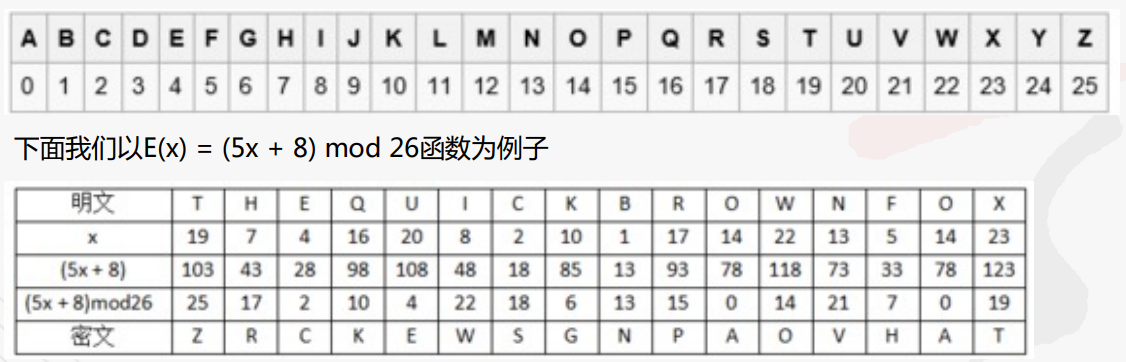 A B C D E F G H I J K L M N O P Q R S T U V W X Y Z
0 1 2 3 4 5 6 7 8 9 10 11 12 13 14 15 16 17 18 19 20 21 22 23 24 25
下面我们以E(x) = (5x + 8) mod 26函数为例子
明文 T H E Q U I C K B R O W N F O X
x 19 7 4 16 20 8 2 10 1 17 14 22 13 5 14 23
(5x + 8) 103 43 28 98 108 48 18 85 13 93 78 118 73 33 78 123
(5x + 8)mod26 25 17 2 10 4 22 18 6 13 15 0 14 21 7 0 19
密文 Z R C K E W S G N P A O V H A T